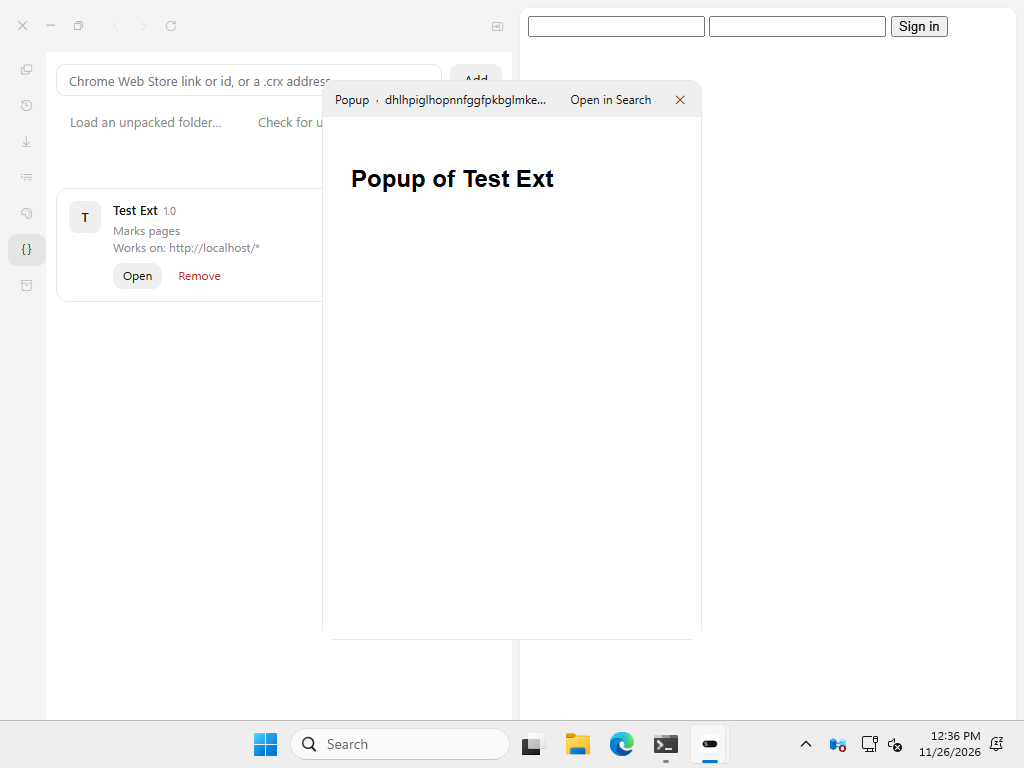 Sign in
Chrome Web Store link or id, or a .crx address
Add
Popup · dhlhpiglhopnnfggfpkbglmke...
Open in Search
Load an unpacked folder...
Check for u
Popup of Test Ext
T
Test Ext 1.0
Marks pages
Works on: http://localhost/*
Open
Remove
{}
Search
12:36 PM
11/26/2026